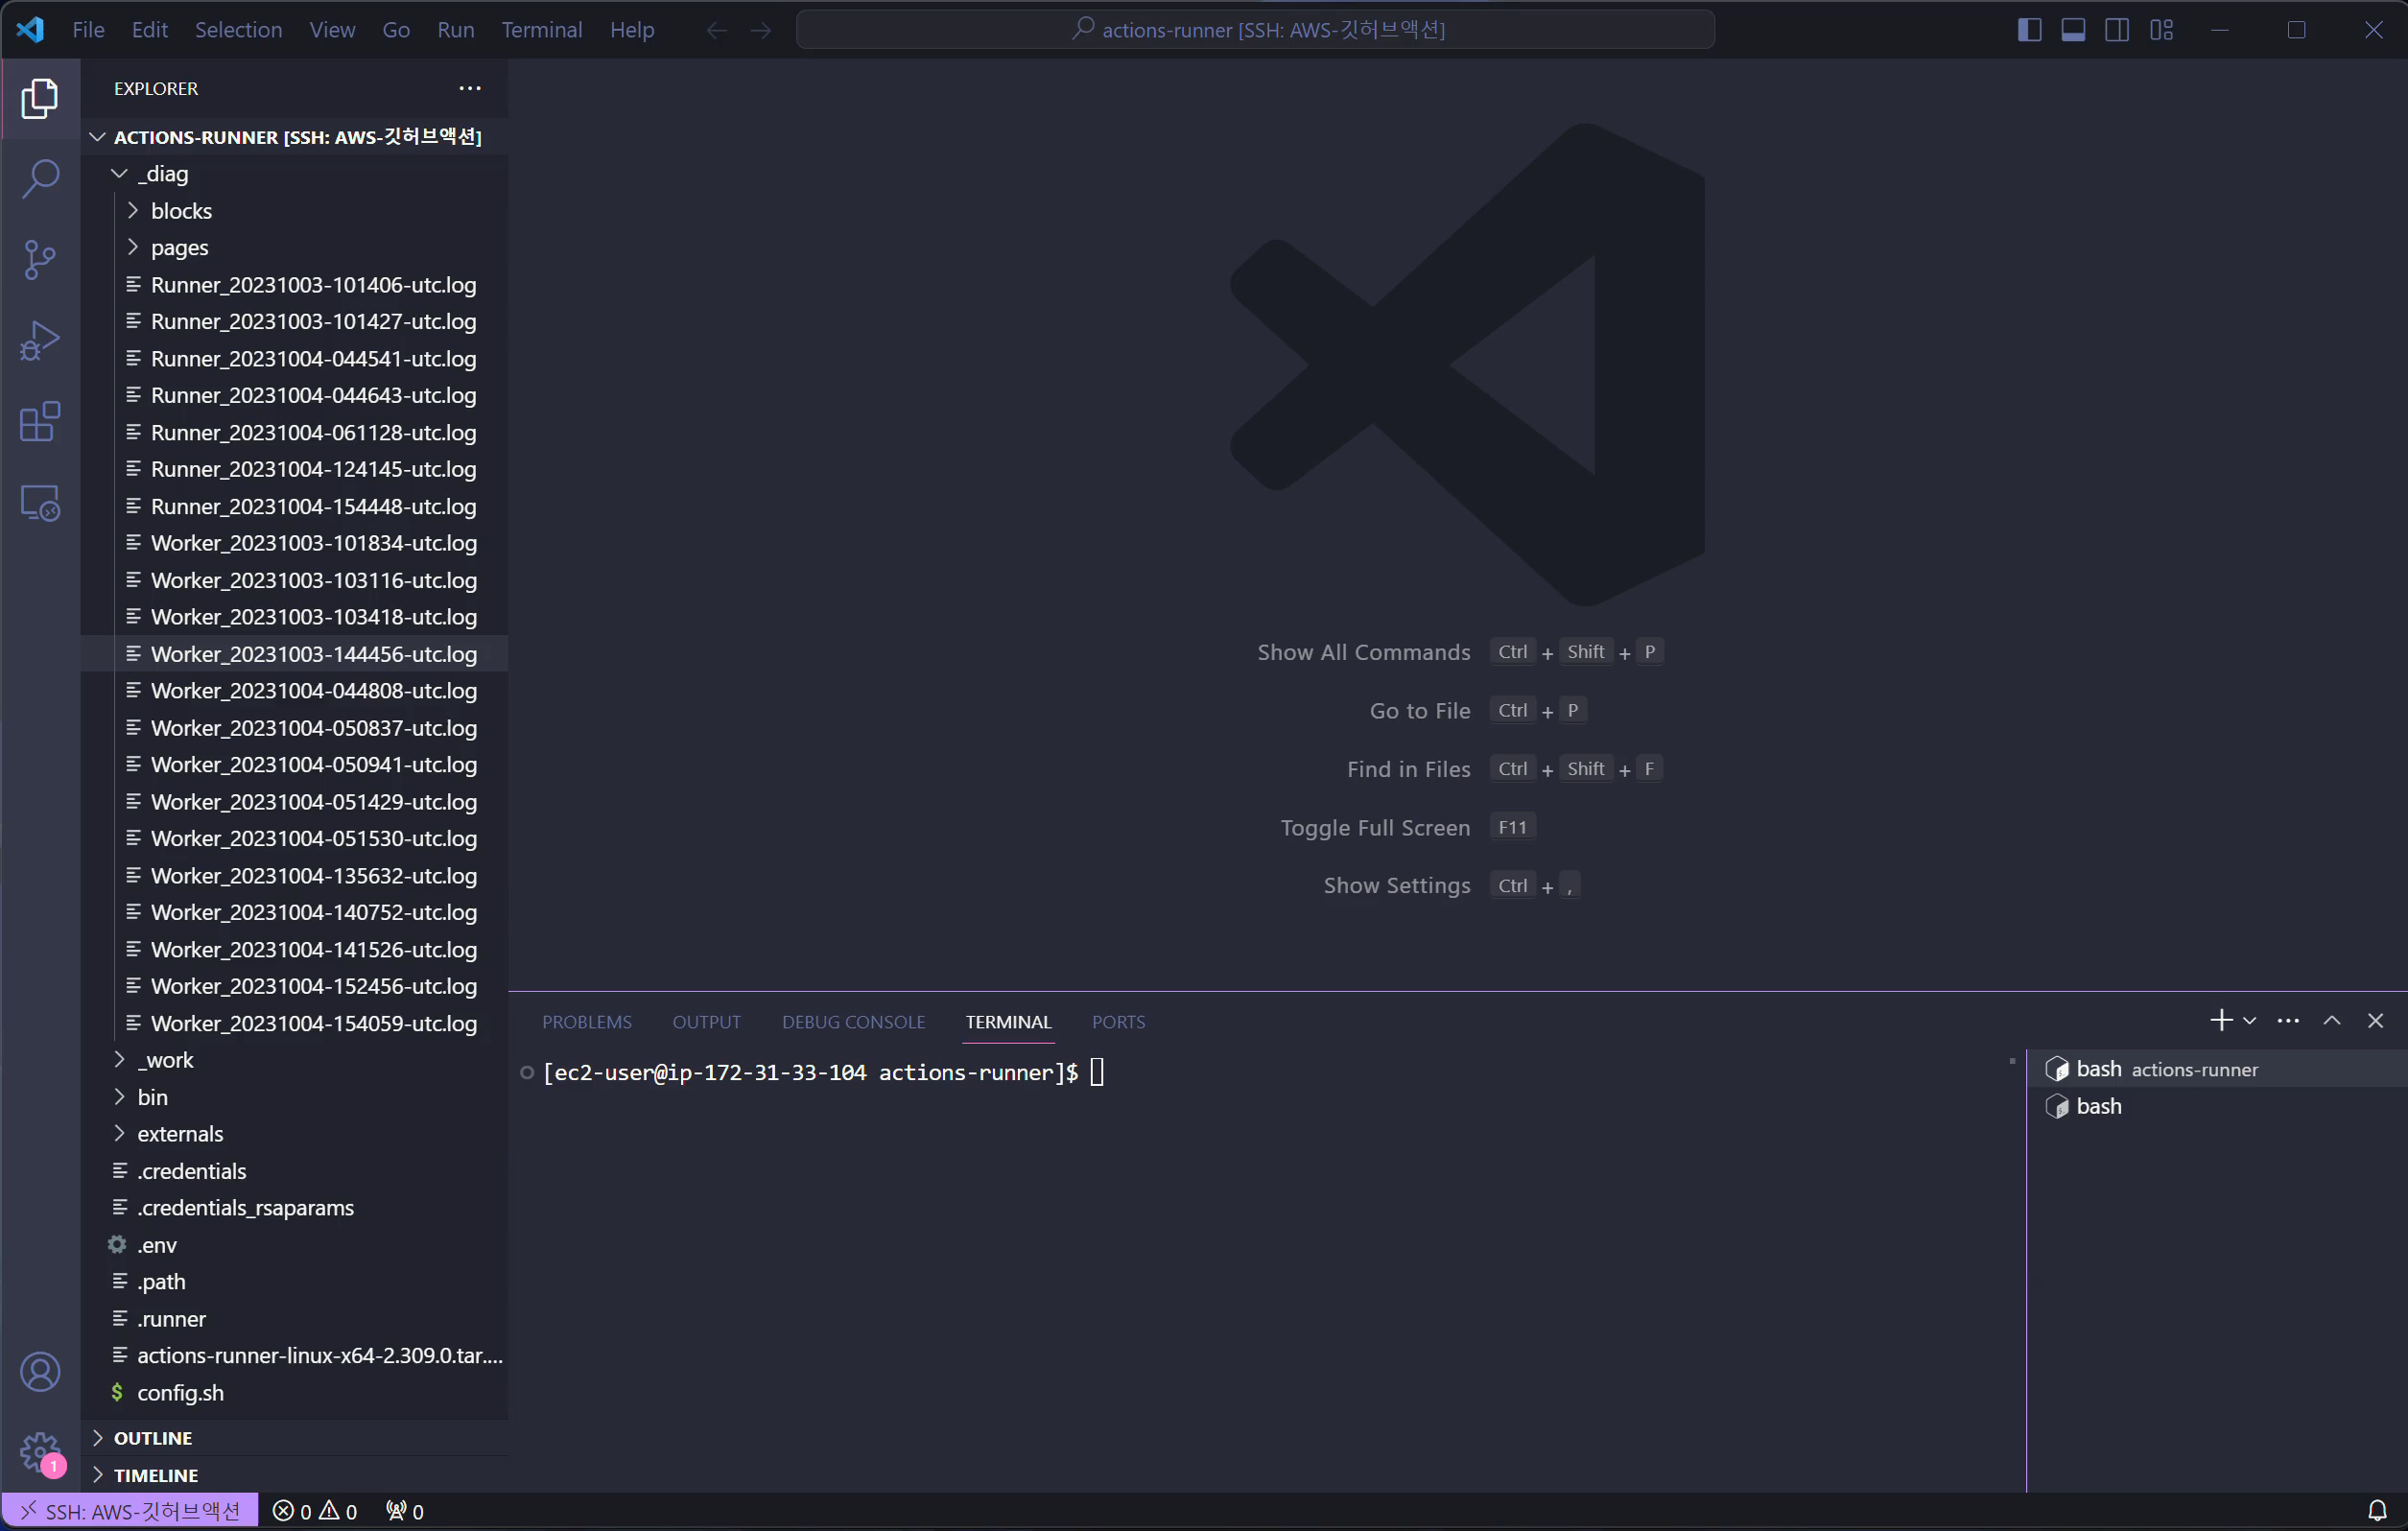 File Edit Selection View Go Run Terminal Help
actions-runner [SSH: AWS-깃허브액션]
EXPLORER
ACTIONS-RUNNER [SSH: AWS-깃허브액션]
_diag
blocks
pages
Runner_20231003-101406-utc.log
Runner_20231003-101427-utc.log
Runner_20231004-044541-utc.log
Runner_20231004-044643-utc.log
Runner_20231004-061128-utc.log
Runner_20231004-124145-utc.log
Runner_20231004-154448-utc.log
Worker_20231003-101834-utc.log
Worker_20231003-103116-utc.log
Worker_20231003-103418-utc.log
Worker_20231003-144456-utc.log
Worker_20231004-044808-utc.log
Worker_20231004-050837-utc.log
Worker_20231004-050941-utc.log
Worker_20231004-051429-utc.log
Worker_20231004-051530-utc.log
Worker_20231004-135632-utc.log
Worker_20231004-140752-utc.log
Worker_20231004-141526-utc.log
Worker_20231004-152456-utc.log
Worker_20231004-154059-utc.log
_work
bin
externals
.credentials
.credentials_rsaparams
.env
.path
.runner
actions-runner-linux-x64-2.309.0.tar....
$ config.sh
OUTLINE
TIMELINE
Show All Commands Ctrl + Shift + P
Go to File Ctrl + P
Find in Files Ctrl + Shift + F
Toggle Full Screen F11
Show Settings Ctrl + ,
PROBLEMS OUTPUT DEBUG CONSOLE TERMINAL PORTS
[ec2-user@ip-172-31-33-104 actions-runner]$
bash actions-runner
bash
1
SSH: AWS-깃허브액션 0 0 0